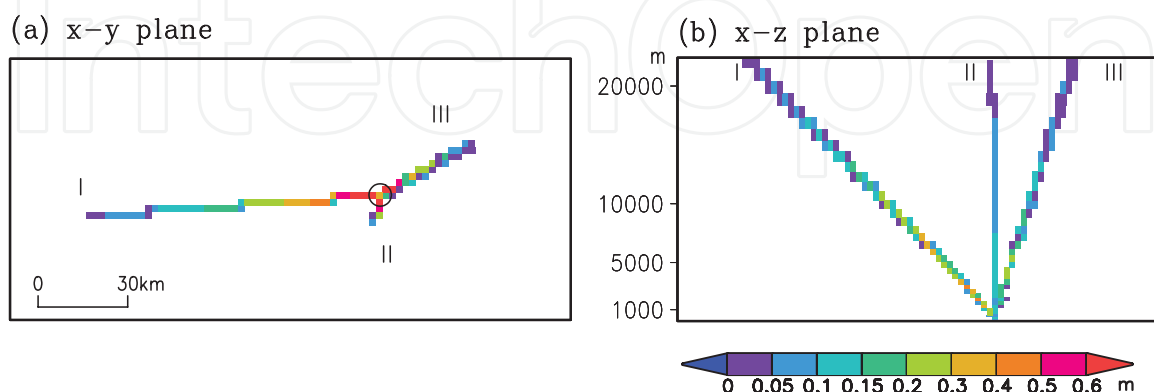 (a) x-y plane
(b) x-z plane
m
I
II
III
20000
10000
5000
1000
I
III
II
0 30km
0 0.05 0.1 0.15 0.2 0.3 0.4 0.5 0.6 m
IntechOpen